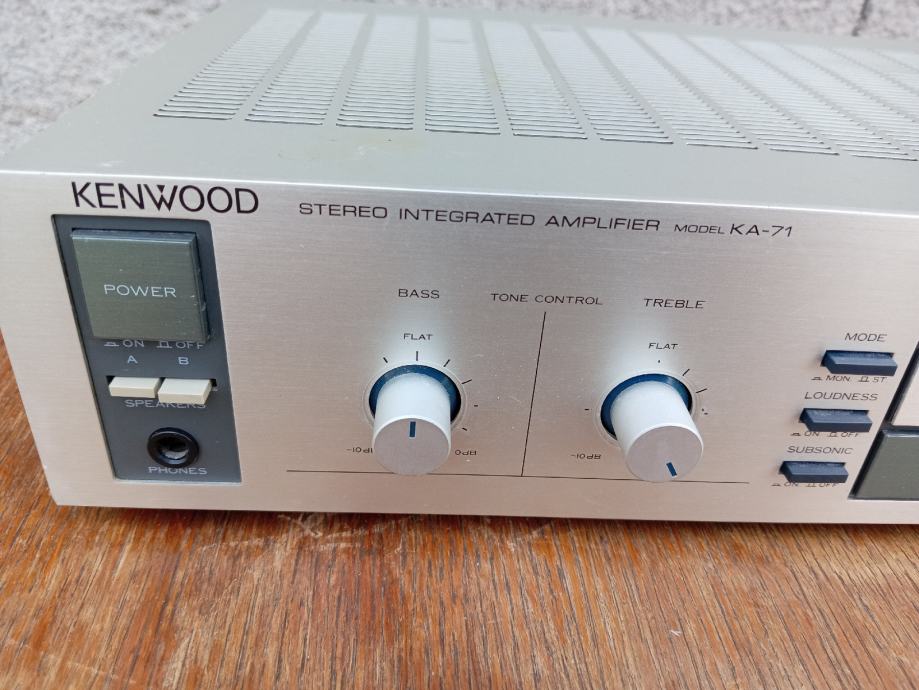 KENWOOD
STEREO INTEGRATED AMPLIFIER MODEL KA-71
POWER
ON OFF
A B
SPEAKERS
PHONES
BASS
FLAT
TONE CONTROL
TREBLE
FLAT
MODE
MON. ST
LOUDNESS
ON OFF
SUBSONIC
ON OFF